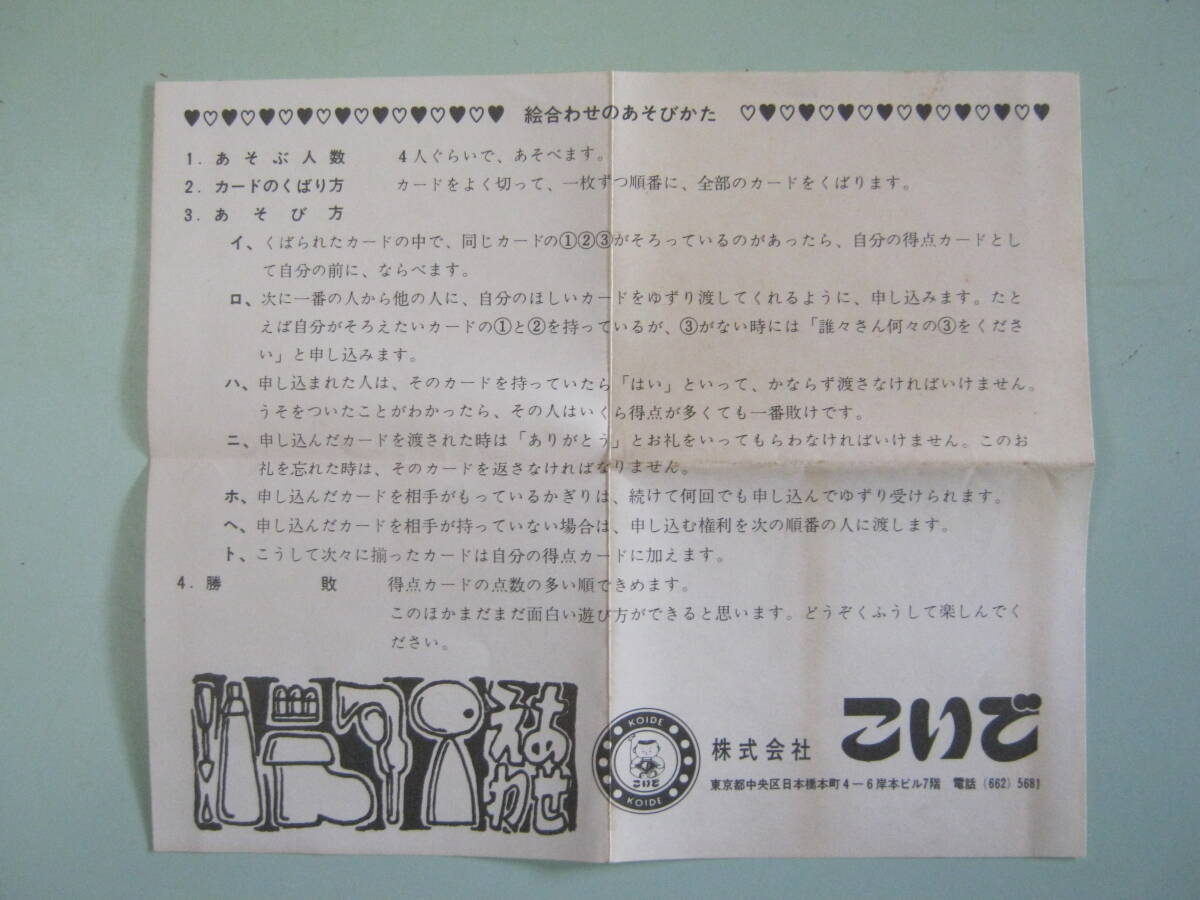 ♥♡♥♡♥♡♥♡♥♡♥♡♥♡♥♡♥ 絵合わせのあそびかた ♡♥♡♥♡♥♡♥♡♥♡♥♡♥♡♥♥
1. あそぶ人数 4人ぐらいで、あそべます。
2. カードのくばり方 カードをよく切って、一枚ずつ順番に、全部のカードをくばります。
3. あそび方
イ、くばられたカードの中で、同じカードの①②③がそろっているのがあったら、自分の得点カードとし
て自分の前に、ならべます。
ロ、次に一番の人から他の人に、自分のほしいカードをゆずり渡してくれるように、申し込みます。たと
えば自分がそろえたいカードの①と②を持っているが、③がない時には「誰々さん何々の③をくださ
い」と申し込みます。
ハ、申し込まれた人は、そのカードを持っていたら「はい」といって、かならず渡さなければいけません。
うそをついたことがわかったら、その人はいくら得点が多くても一番敗けです。
ニ、申し込んだカードを渡された時は「ありがとう」とお礼をいってもらわなければいけません。このお
礼を忘れた時は、そのカードを返さなければなりません。
ホ、申し込んだカードを相手がもっているかぎりは、続けて何回でも申し込んでゆずり受けられます。
ヘ、申し込んだカードを相手が持っていない場合は、申し込む権利を次の順番の人に渡します。
ト、こうして次々に揃ったカードは自分の得点カードに加えます。
4. 勝敗 得点カードの点数の多い順できめます。
このほかまだまだ面白い遊び方ができると思います。どうぞくふうして楽しんでく
ださい。
えあわせ
KOIDE
こいで
KOIDE
株式会社 こいで
東京都中央区日本橋本町4－6岸本ビル7階 電話 (662) 5681